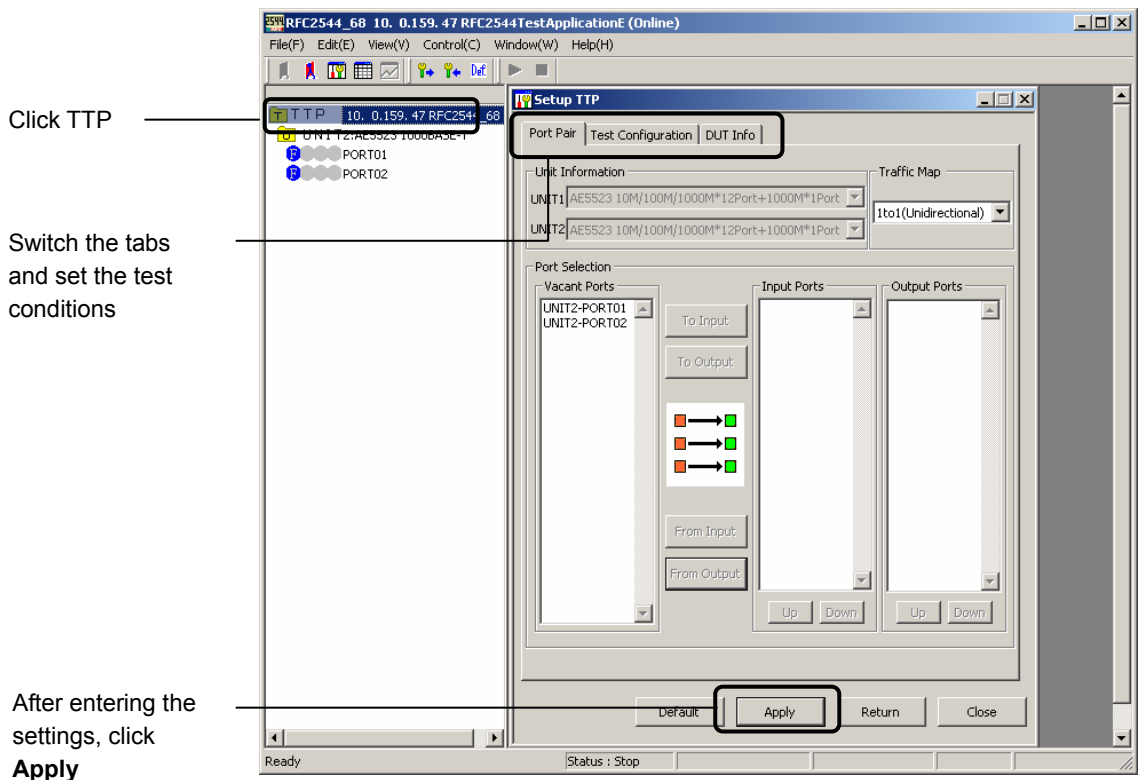 RFC2544_68 10. 0.159. 47 RFC2544TestApplicationE (Online)
File(F) Edit(E) View(V) Control(C) Window(W) Help(H)
Def.
Click TTP
T T T P 10. 0.159. 47 RFC2544_68
U N I T 2:AE5523 1000BASE-T
F PORT01
F PORT02
Setup TTP
Port Pair Test Configuration DUT Info
Unit Information
Traffic Map
UNIT1 AE5523 10M/100M/1000M*12Port+1000M*1Port
1to1(Unidirectional)
UNIT2 AE5523 10M/100M/1000M*12Port+1000M*1Port
Switch the tabs
and set the test
conditions
Port Selection
Vacant Ports
Input Ports
Output Ports
UNIT2-PORT01
UNIT2-PORT02
To Input
To Output
From Input
From Output
Up Down
Up Down
After entering the
settings, click
Apply
Default Apply Return Close
Ready
Status : Stop